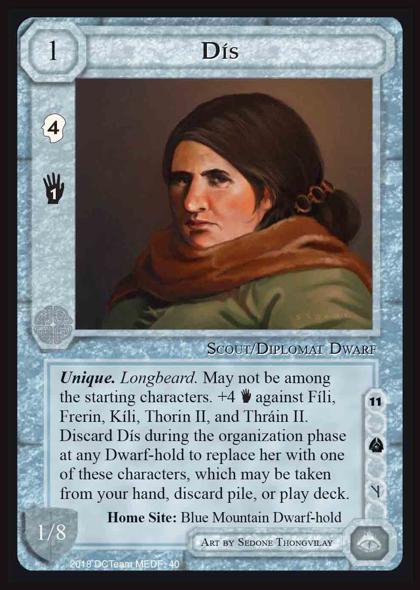 1
Dís
4
1
SCOUT/DIPLOMAT DWARF
Unique. Longbeard. May not be among
the starting characters. +4 against Fíli,
Frerin, Kíli, Thorin II, and Thráin II.
Discard Dís during the organization phase
at any Dwarf-hold to replace her with one
of these characters, which may be taken
from your hand, discard pile, or play deck.
Home Site: Blue Mountain Dwarf-hold
11
1/8
ART BY SEDONE THONGVILAY
2018 DCTeam MEDF: 40